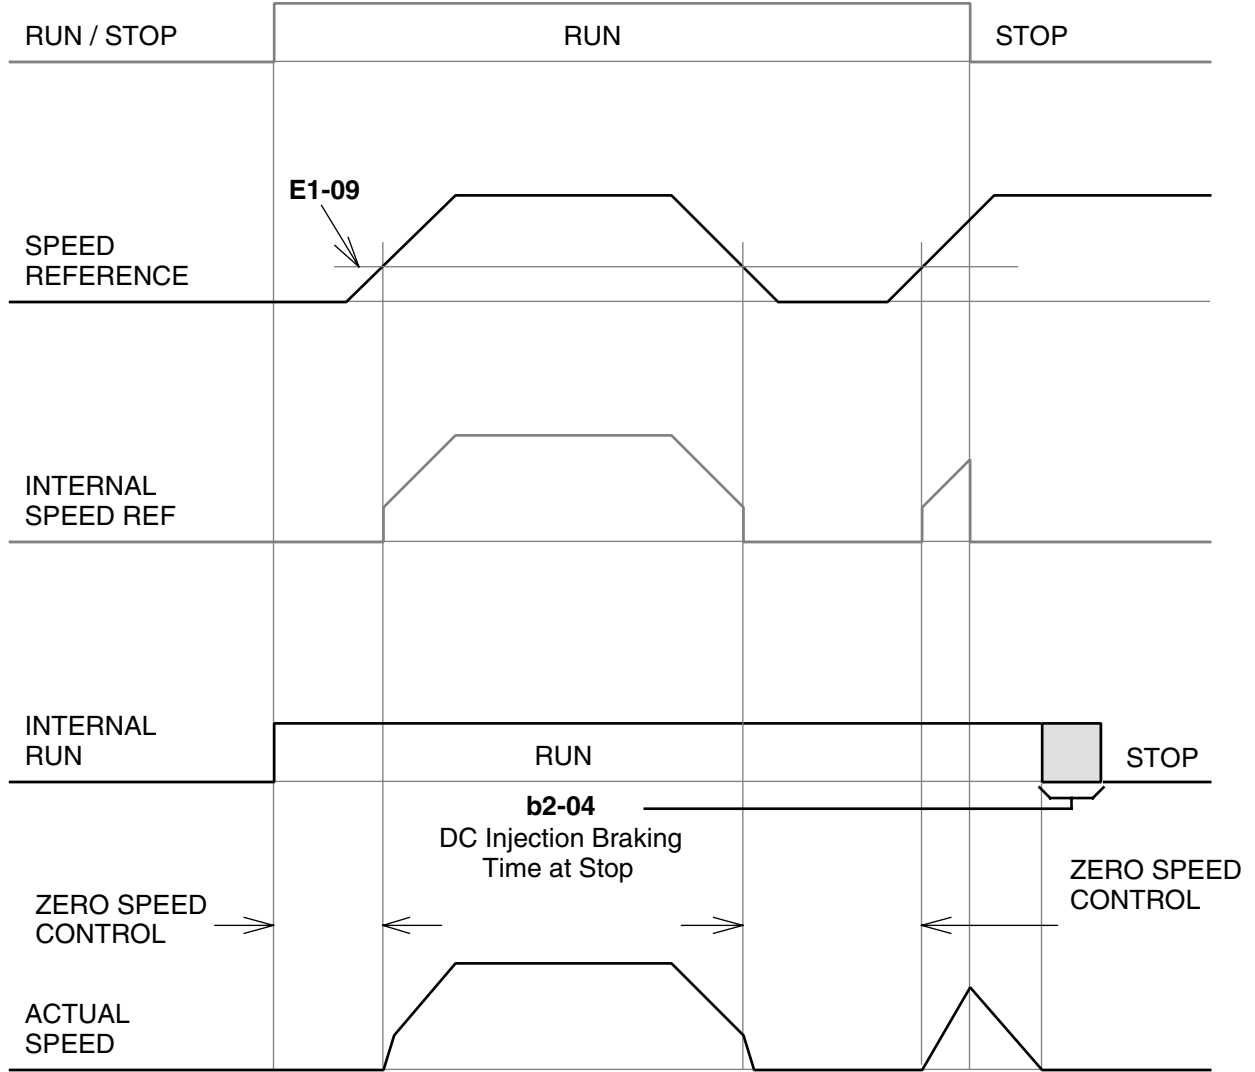 RUN / STOP
RUN
STOP
E1-09
SPEED
REFERENCE
INTERNAL
SPEED REF
INTERNAL
RUN
RUN
STOP
b2-04
DC Injection Braking
Time at Stop
ZERO SPEED
CONTROL
ZERO SPEED
CONTROL
ACTUAL
SPEED